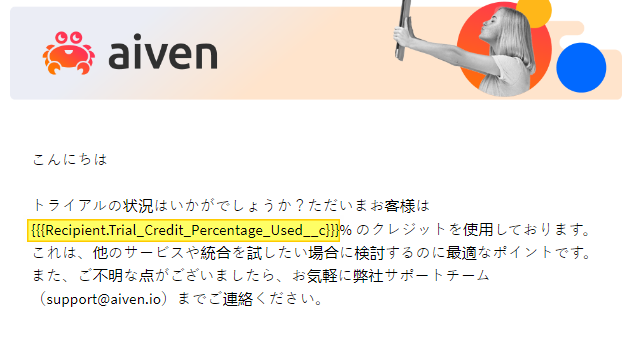 aiven
こんにちは
トライアルの状況はいかがでしょうか？ただいまお客様は
{{{Recipient.Trial_Credit_Percentage_Used__c}}}% のクレジットを使用しております。
これは、他のサービスや統合を試したい場合に検討するのに最適なポイントです。
また、ご不明な点がございましたら、お気軽に弊社サポートチーム
（support@aiven.io）までご連絡ください。